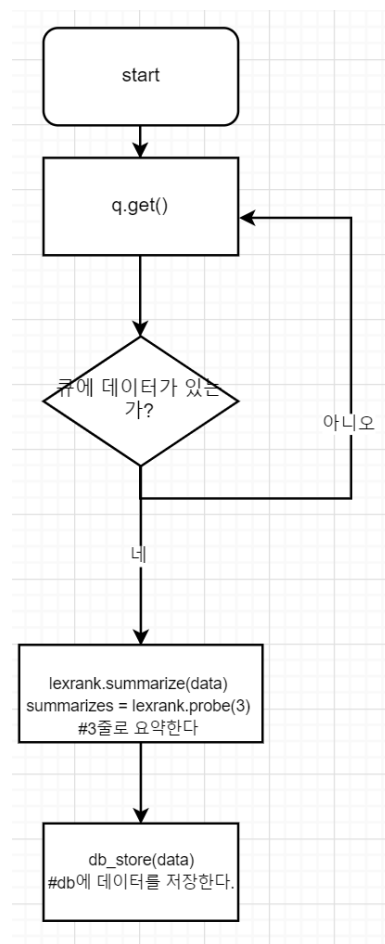 start
q.get()
큐에 데이터가 있는
가?
아니오
네
lexrank.summarize(data)
summarizes = lexrank.probe(3)
#3줄로 요약한다
db_store(data)
#db에 데이터를 저장한다.